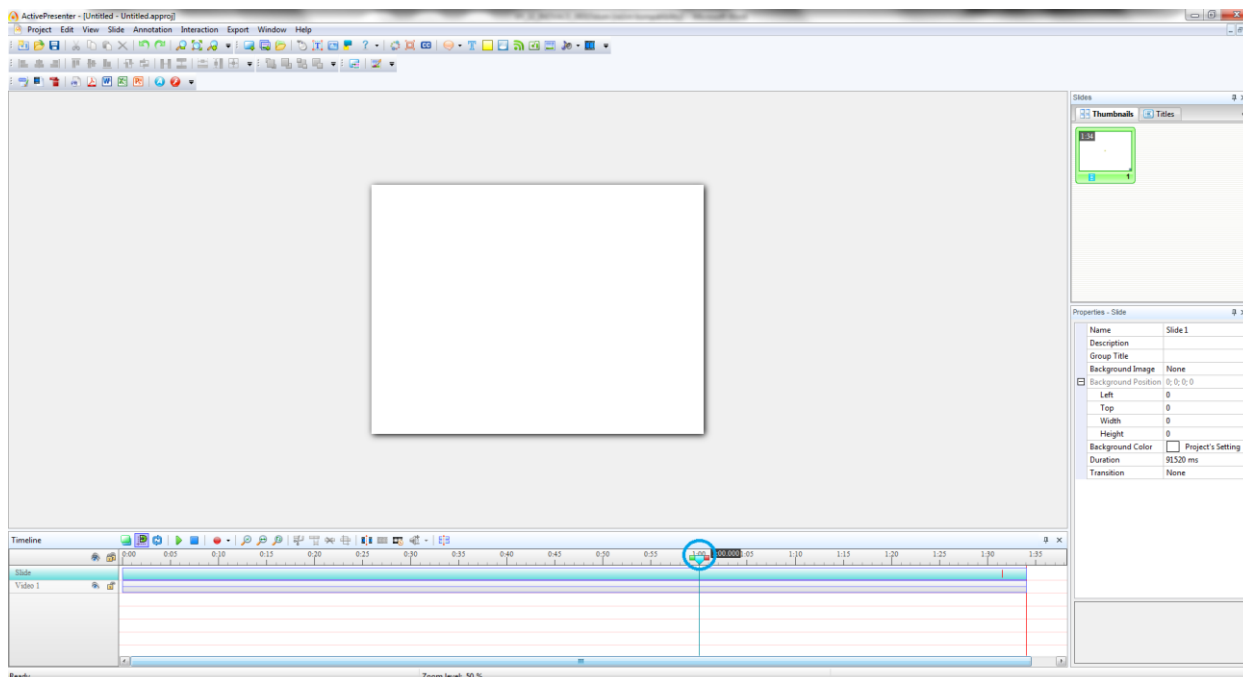 ActivePresenter - [Untitled - Untitled.approj]
Project Edit View Slide Annotation Interaction Export Window Help
Slides
Thumbnails Titles
1:34
1
Properties - Slide
Name Slide 1
Description
Group Title
Background Image None
Background Position 0; 0; 0; 0
Left 0
Top 0
Width 0
Height 0
Background Color Project's Setting
Duration 91520 ms
Transition None
Timeline
0:00 0:05 0:10 0:15 0:20 0:25 0:30 0:35 0:40 0:45 0:50 0:55 1:00 1:05 1:10 1:15 1:20 1:25 1:30 1:35
Slide
Video 1
Ready Zoom level: 50 %